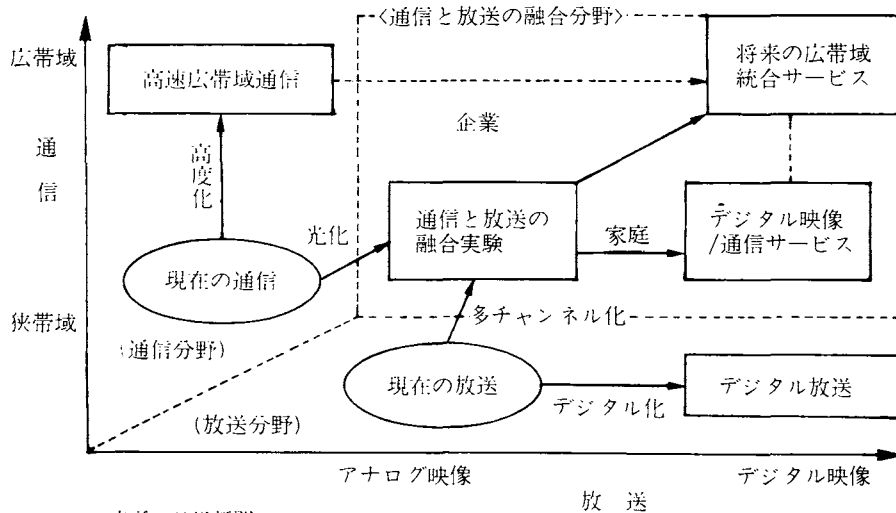 〈通信と放送の融合分野〉
広帯域
高速広帯域通信
将来の広帯域
統合サービス
企業
通
信
高度化
光化
通信と放送の
融合実験
家庭
デジタル映像
/通信サービス
現在の通信
狭帯域
多チャンネル化
(通信分野)
現在の放送
デジタル化
デジタル放送
(放送分野)
アナログ映像
デジタル映像
放 送